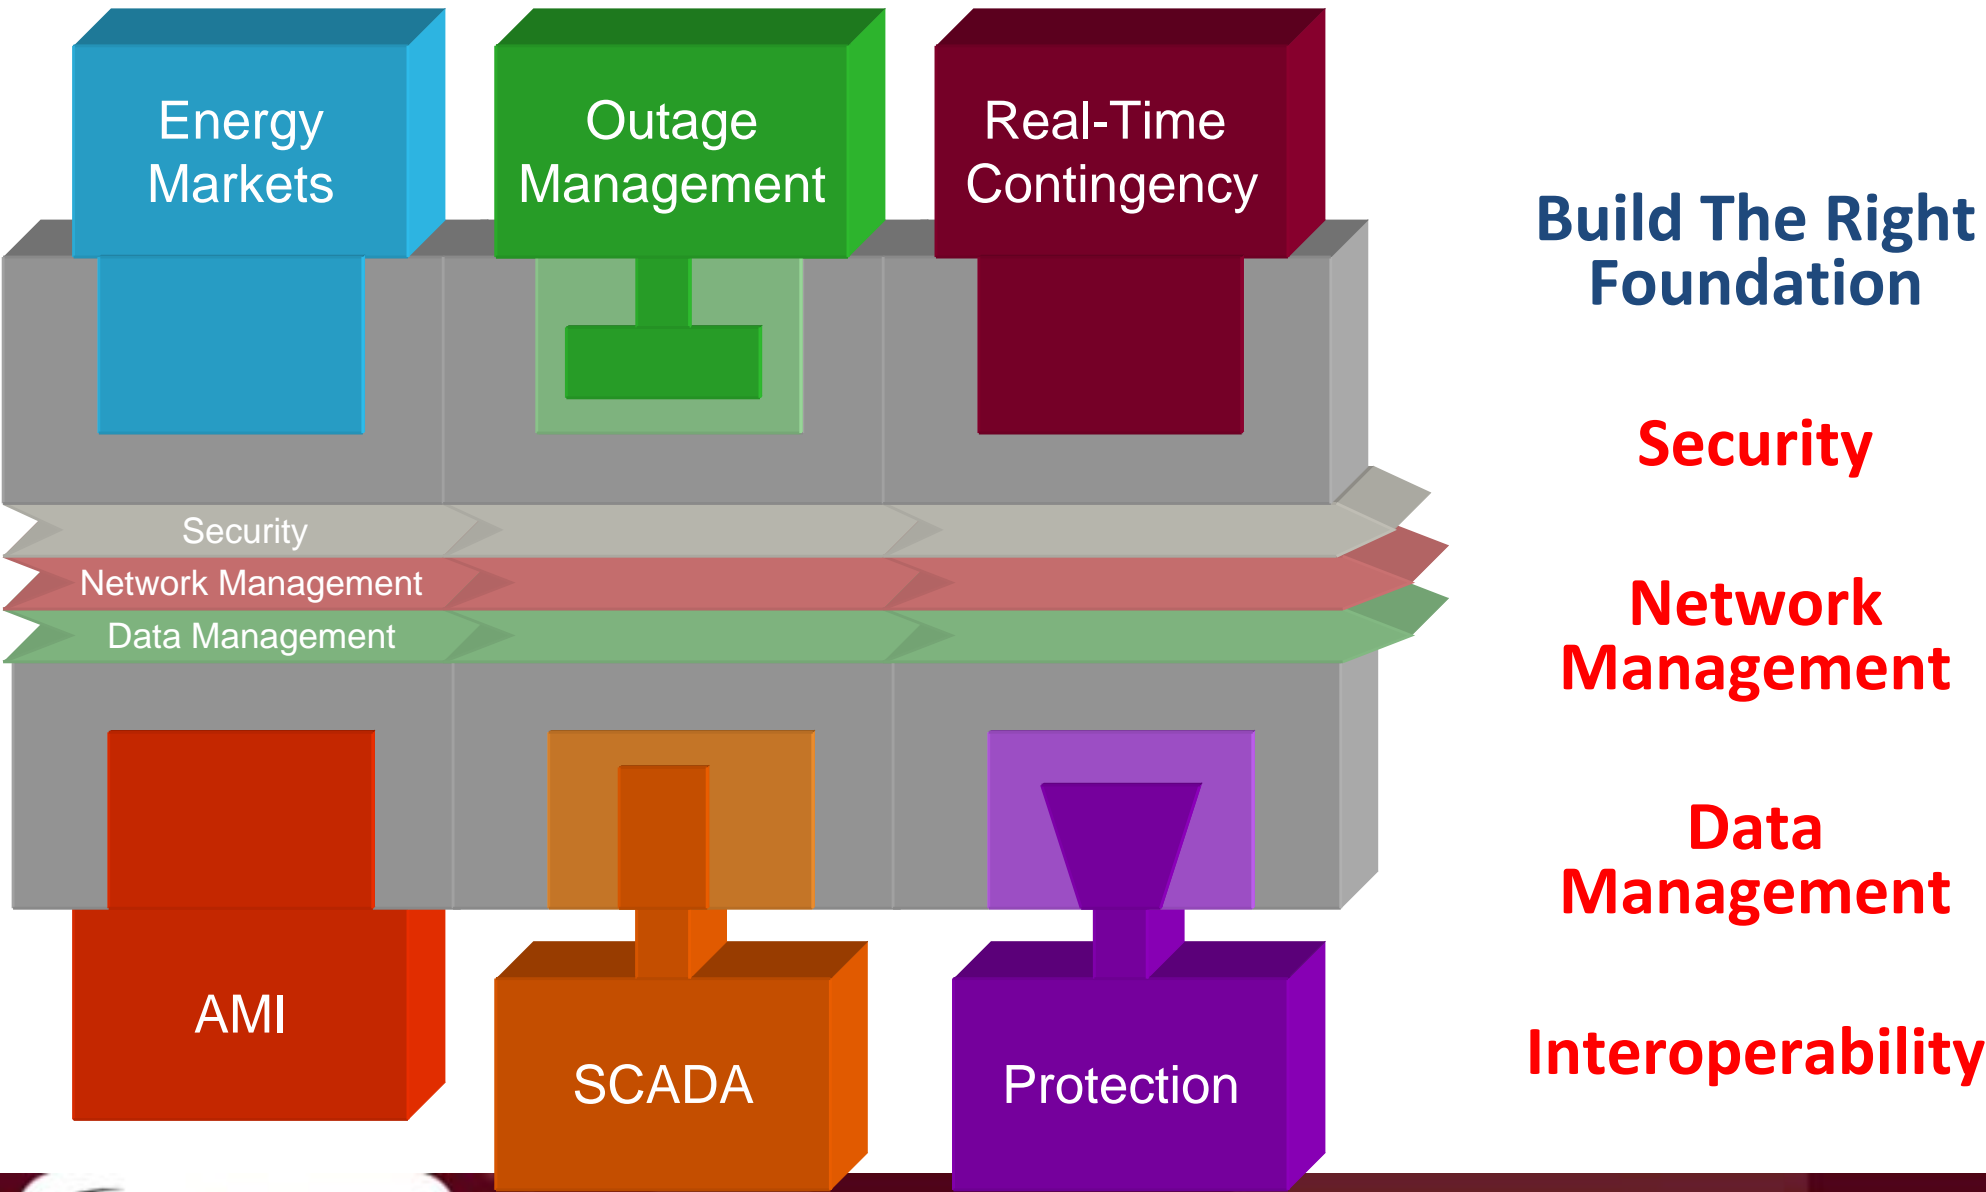 Energy
Markets
Outage
Management
Real-Time
Contingency
Security
Network Management
Data Management
AMI
SCADA
Protection
Build The Right
Foundation
Security
Network
Management
Data
Management
Interoperability